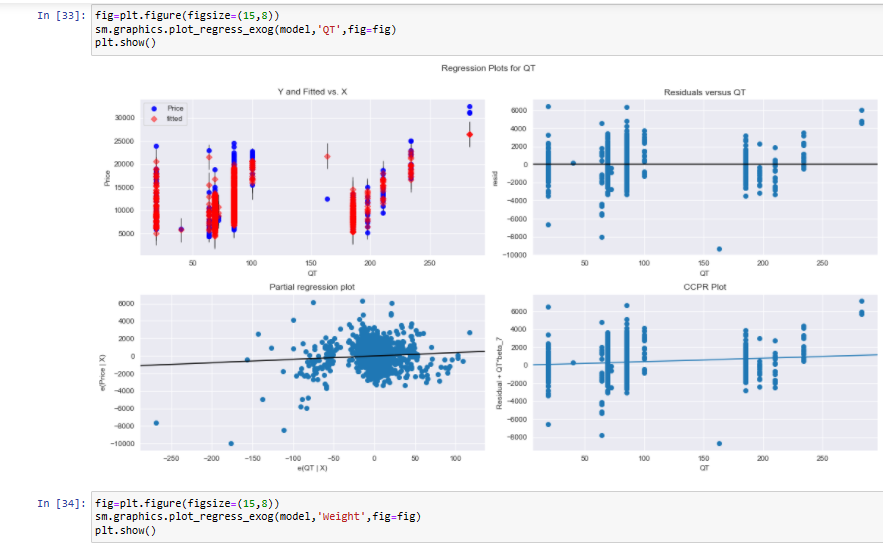 In [33]: fig=plt.figure(figsize=(15,8))
sm.graphics.plot_regress_exog(model,'QT',fig=fig)
plt.show()
Regression Plots for QT
Y and Fitted vs. X
Price
fitted
30000
25000
20000
15000
10000
5000
Price
50 100 150 200 250
QT
Residuals versus QT
6000
4000
2000
0
−2000
−4000
−6000
−8000
−10000
resid
50 100 150 200 250
QT
Partial regression plot
6000
4000
2000
0
−2000
−4000
−6000
−8000
−10000
e(Price | X)
−250 −200 −150 −100 −50 0 50 100
e(QT | X)
CCPR Plot
6000
4000
2000
0
−2000
−4000
−6000
−8000
Residual + QT*beta_7
50 100 150 200 250
QT
In [34]: fig=plt.figure(figsize=(15,8))
sm.graphics.plot_regress_exog(model,'Weight',fig=fig)
plt.show()